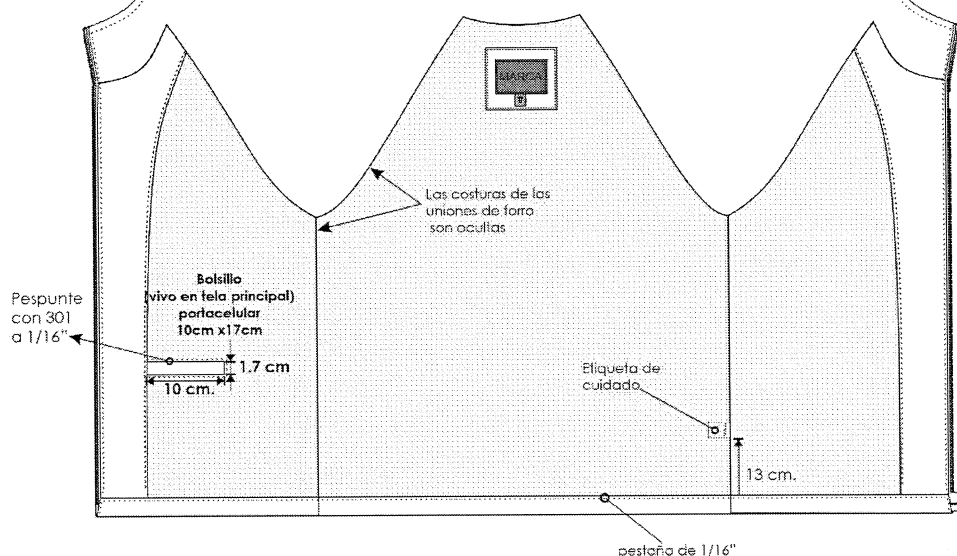 MARCA
T
Las costuras de las
uniones de forro
son ocultas
Bolsillo
(vivo en tela principal)
portacelular
10cm x17cm
Pespunte
con 301
a 1/16"
1.7 cm
10 cm.
Etiqueta de
cuidado
13 cm.
pestaña de 1/16"